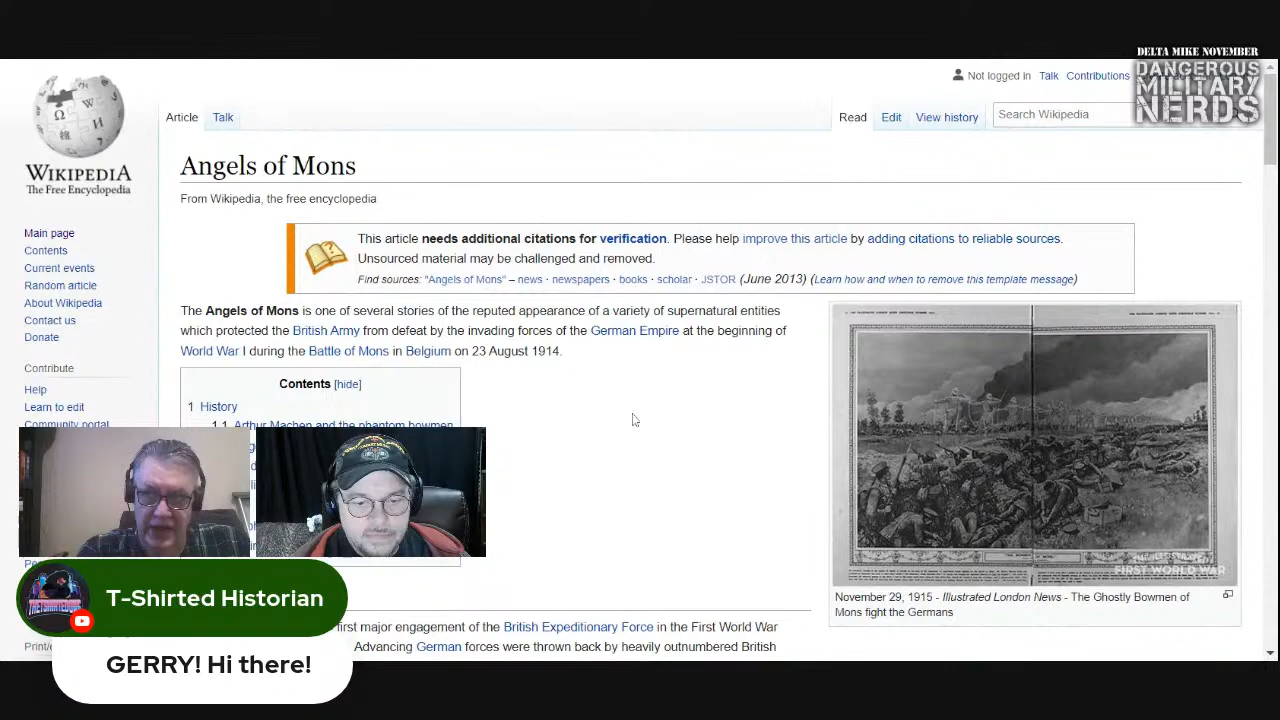 DELTA MIKE NOVEMBER
DANGEROUS
MILITARY
NERDS
Not logged in Talk Contributions
Article Talk
Read Edit View history
Search Wikipedia
WIKIPEDIA
The Free Encyclopedia
Main page
Contents
Current events
Random article
About Wikipedia
Contact us
Donate
Contribute
Help
Learn to edit
Community portal
Angels of Mons
From Wikipedia, the free encyclopedia
This article needs additional citations for verification. Please help improve this article by adding citations to reliable sources.
Unsourced material may be challenged and removed.
Find sources: "Angels of Mons" – news · newspapers · books · scholar · JSTOR (June 2013) (Learn how and when to remove this template message)
The Angels of Mons is one of several stories of the reputed appearance of a variety of supernatural entities
which protected the British Army from defeat by the invading forces of the German Empire at the beginning of
World War I during the Battle of Mons in Belgium on 23 August 1914.
Contents [hide]
1 History
1.1 Arthur Machen and the phantom bowmen
FIRST WORLD WAR
November 29, 1915 - Illustrated London News - The Ghostly Bowmen of
Mons fight the Germans
first major engagement of the British Expeditionary Force in the First World War
Advancing German forces were thrown back by heavily outnumbered British
T-Shirted Historian
GERRY! Hi there!